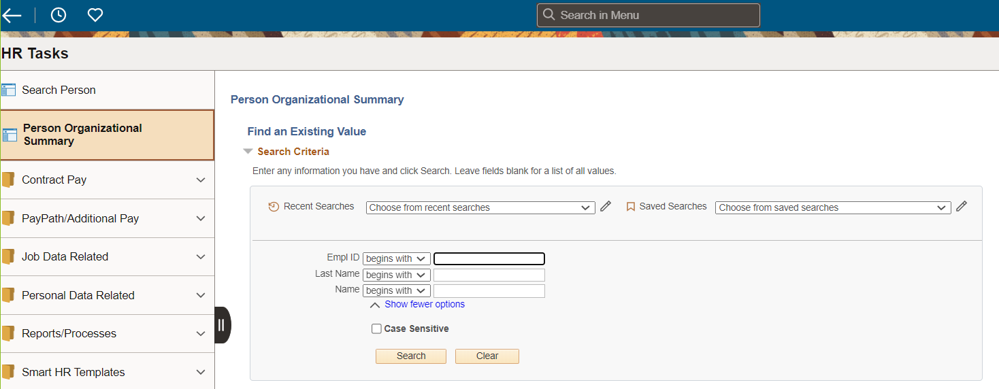 Search in Menu
HR Tasks
Search Person
Person Organizational
Summary
Contract Pay
PayPath/Additional Pay
Job Data Related
Personal Data Related
Reports/Processes
Smart HR Templates
Person Organizational Summary
Find an Existing Value
Search Criteria
Enter any information you have and click Search. Leave fields blank for a list of all values.
Recent Searches Choose from recent searches Saved Searches Choose from saved searches
Empl ID begins with
Last Name begins with
Name begins with
Show fewer options
Case Sensitive
Search Clear